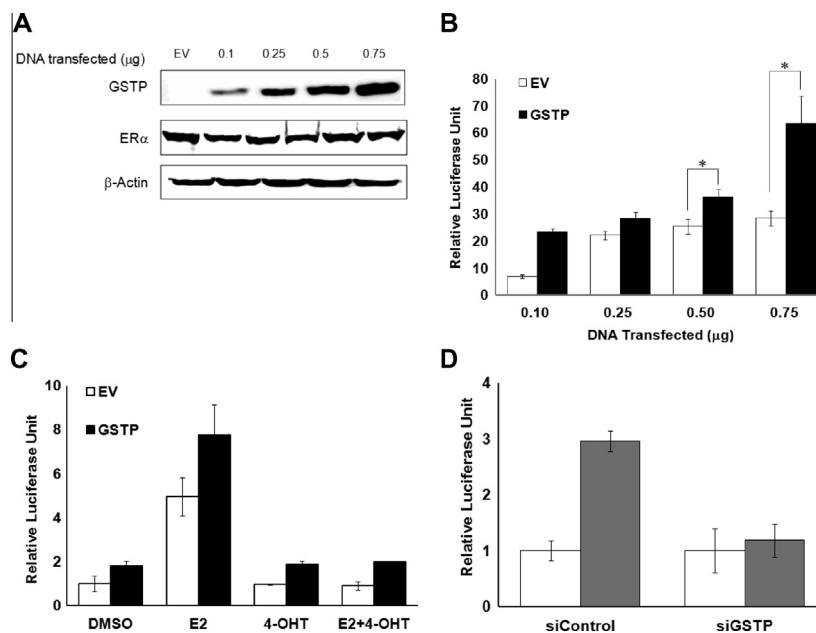 A
DNA transfected (μg) EV 0.1 0.25 0.5 0.75
GSTP
ERα
β-Actin
B
EV
GSTP
*
*
Relative Luciferase Unit
80
70
60
50
40
30
20
10
0
0.10 0.25 0.50 0.75
DNA Transfected (μg)
C
EV
GSTP
Relative Luciferase Unit
10
8
6
4
2
0
DMSO E2 4-OHT E2+4-OHT
D
Relative Luciferase Unit
4
3
2
1
0
siControl siGSTP